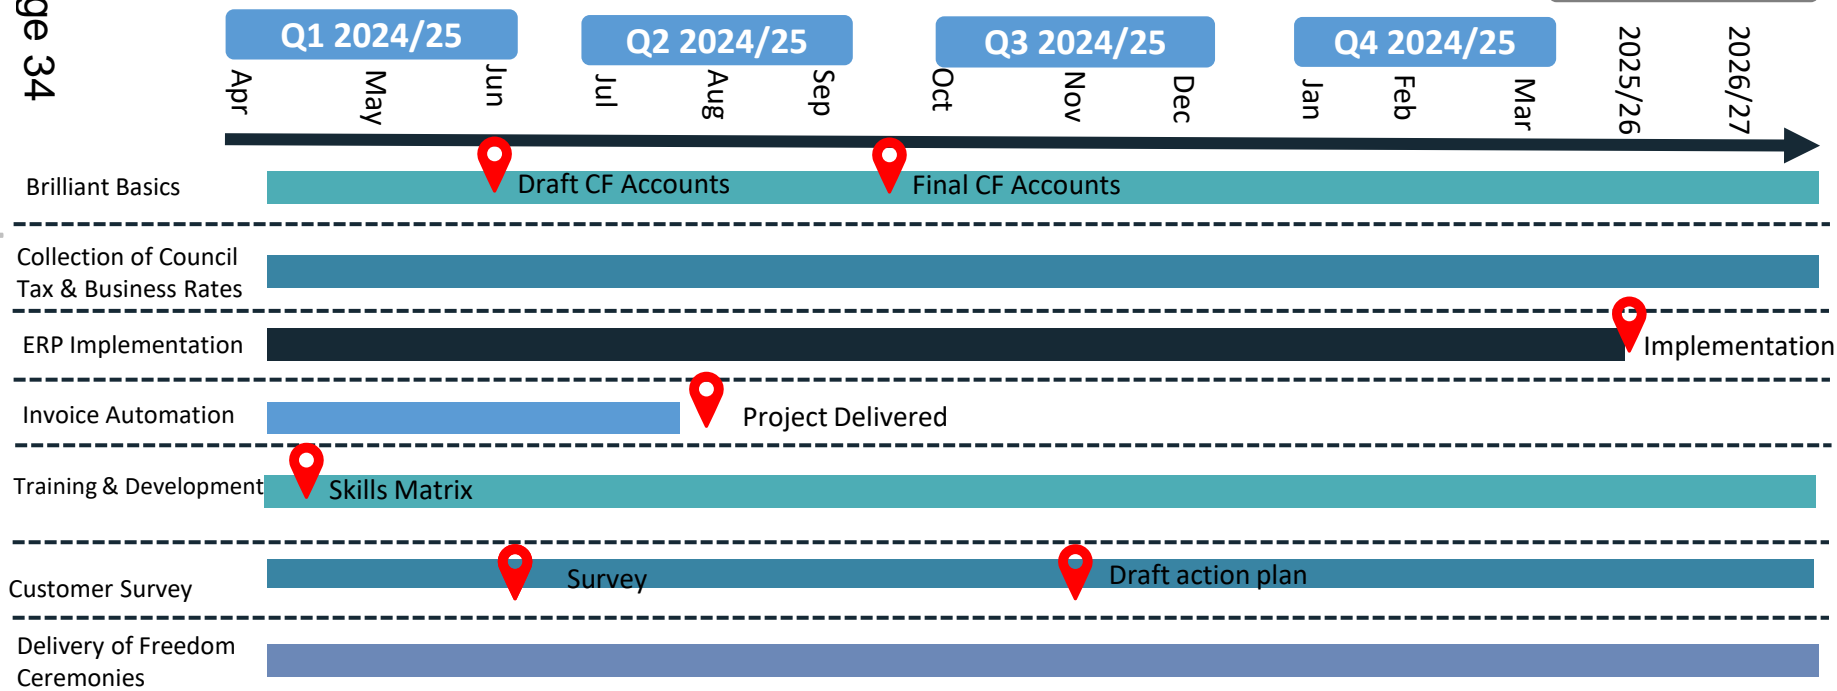 ge 34
Q1 2024/25
Q2 2024/25
Q3 2024/25
Q4 2024/25
Apr
May
Jun
Jul
Aug
Sep
Oct
Nov
Dec
Jan
Feb
Mar
2025/26
2026/27
Brilliant Basics
Draft CF Accounts
Final CF Accounts
Collection of Council
Tax & Business Rates
ERP Implementation
Implementation
Invoice Automation
Project Delivered
Training & Development
Skills Matrix
Customer Survey
Survey
Draft action plan
Delivery of Freedom
Ceremonies